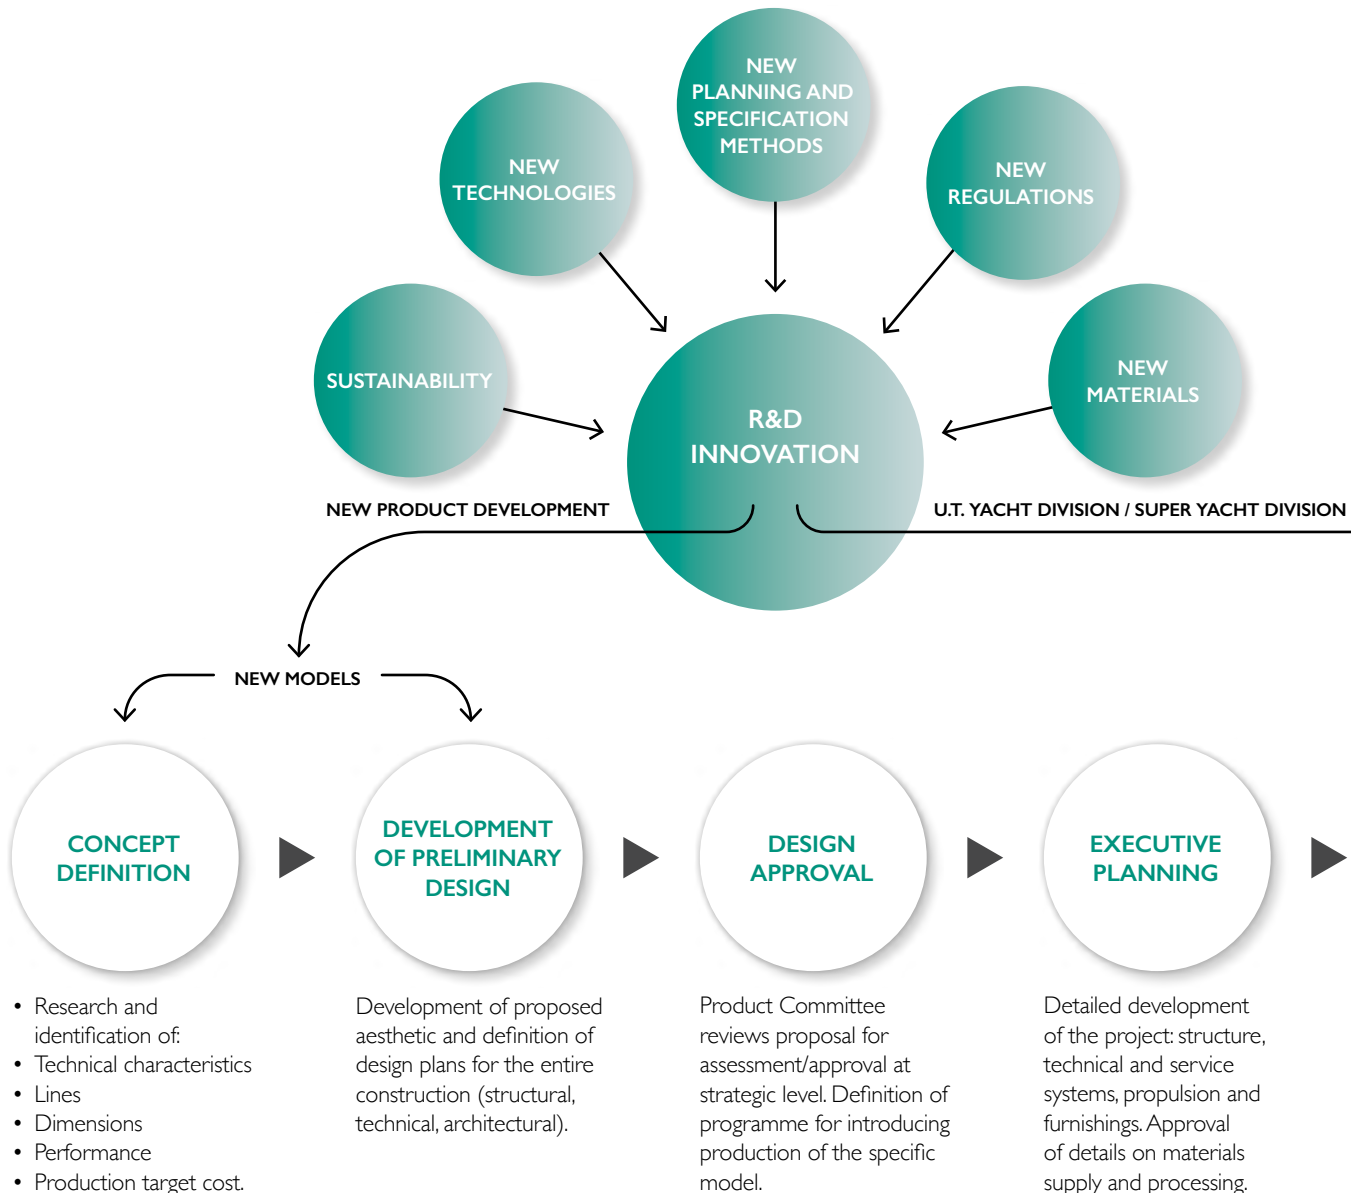 NEW
PLANNING AND
SPECIFICATION
METHODS
NEW
TECHNOLOGIES
NEW
REGULATIONS
SUSTAINABILITY
NEW
MATERIALS
R&D
INNOVATION
NEW PRODUCT DEVELOPMENT
U.T. YACHT DIVISION / SUPER YACHT DIVISION
NEW MODELS
CONCEPT
DEFINITION
DEVELOPMENT
OF PRELIMINARY
DESIGN
DESIGN
APPROVAL
EXECUTIVE
PLANNING
• Research and
identification of:
• Technical characteristics
• Lines
• Dimensions
• Performance
• Production target cost.
Development of proposed
aesthetic and definition of
design plans for the entire
construction (structural,
technical, architectural).
Product Committee
reviews proposal for
assessment/approval at
strategic level. Definition of
programme for introducing
production of the specific
model.
Detailed development
of the project: structure,
technical and service
systems, propulsion and
furnishings. Approval
of details on materials
supply and processing.